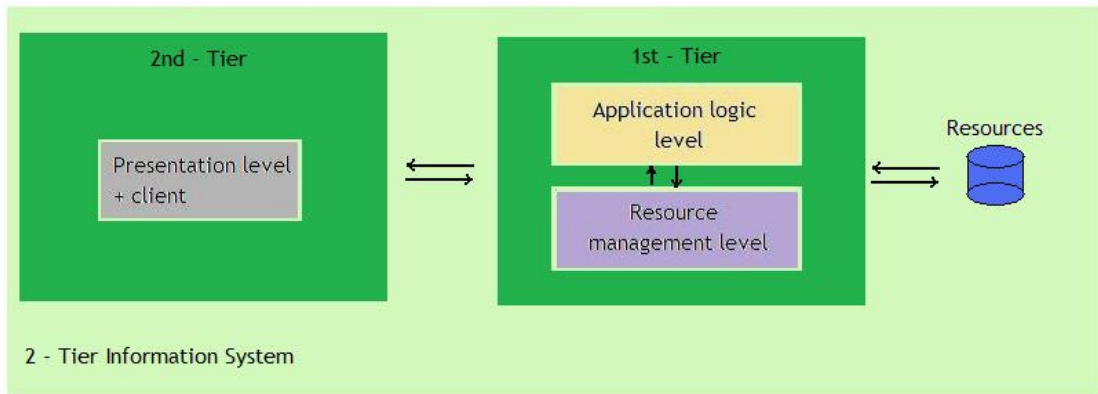 2nd - Tier
Presentation level
+ client
1st - Tier
Application logic
level
Resource
management level
Resources
2 - Tier Information System